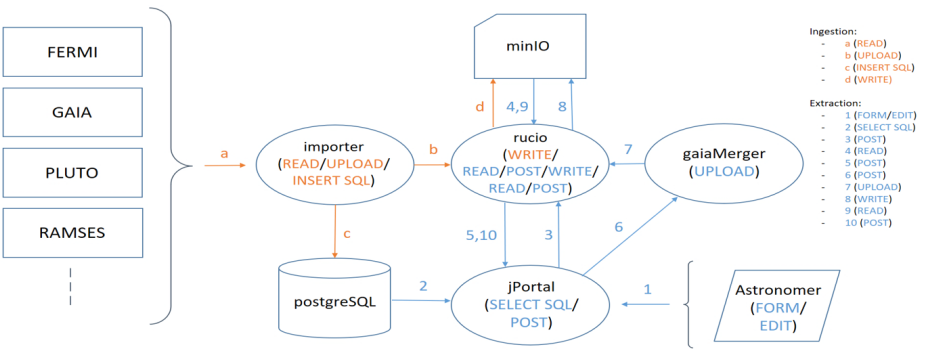 FERMI
GAIA
PLUTO
RAMSES
a
importer
(READ/UPLOAD/
INSERT SQL)
b
c
postgreSQL
2
minIO
d
4,9
8
rucio
(WRITE/
READ/POST/WRITE/
READ/POST)
7
gaiaMerger
(UPLOAD)
5,10
3
6
jPortal
(SELECT SQL/
POST)
1
Astronomer
(FORM/
EDIT)
Ingestion:
- a (READ)
- b (UPLOAD)
- c (INSERT SQL)
- d (WRITE)
Extraction:
- 1 (FORM/EDIT)
- 2 (SELECT SQL)
- 3 (POST)
- 4 (READ)
- 5 (POST)
- 6 (POST)
- 7 (UPLOAD)
- 8 (WRITE)
- 9 (READ)
- 10 (POST)